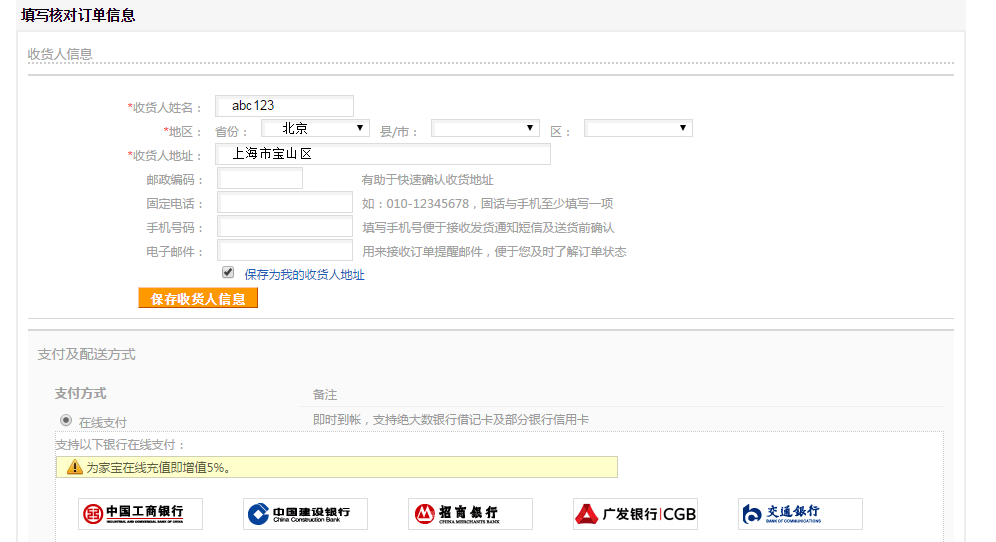 填写核对订单信息
收货人信息
*收货人姓名： abc123
*地区： 省份： 北京 县/市： 区：
*收货人地址： 上海市宝山区
邮政编码： 有助于快速确认收货地址
固定电话： 如：010-12345678，固话与手机至少填写一项
手机号码： 填写手机号便于接收发货通知短信及送货前确认
电子邮件： 用来接收订单提醒邮件，便于您及时了解订单状态
保存为我的收货人地址
保存收货人信息
支付及配送方式
支付方式 备注
在线支付 即时到帐，支持绝大数银行借记卡及部分银行信用卡
支持以下银行在线支付：
为家宝在线充值即增值5%。
中国工商银行 中国建设银行 招商银行 广发银行|CGB 交通银行
INDUSTRIAL AND COMMERCIAL BANK OF CHINA China Construction Bank CHINA MERCHANTS BANK BANK OF COMMUNICATIONS